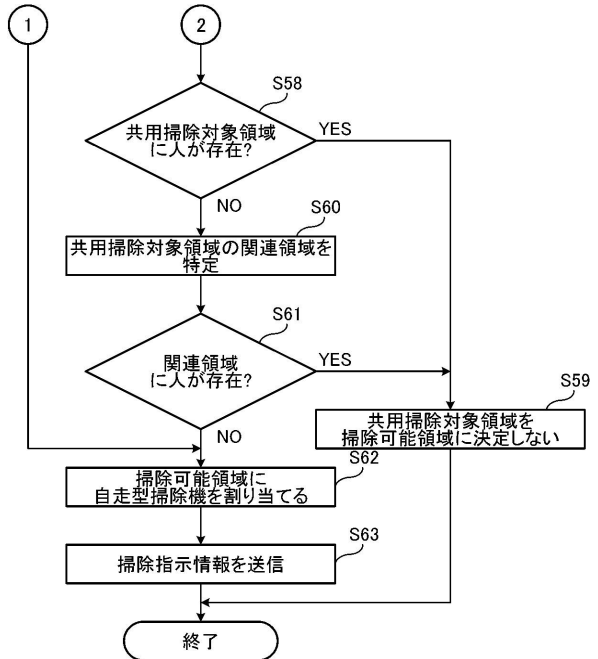 1
2
S58
共用掃除対象領域
に人が存在?
YES
NO
S60
共用掃除対象領域の関連領域を
特定
S61
関連領域
に人が存在?
YES
NO
S59
共用掃除対象領域を
掃除可能領域に決定しない
S62
掃除可能領域に
自走型掃除機を割り当てる
S63
掃除指示情報を送信
終了